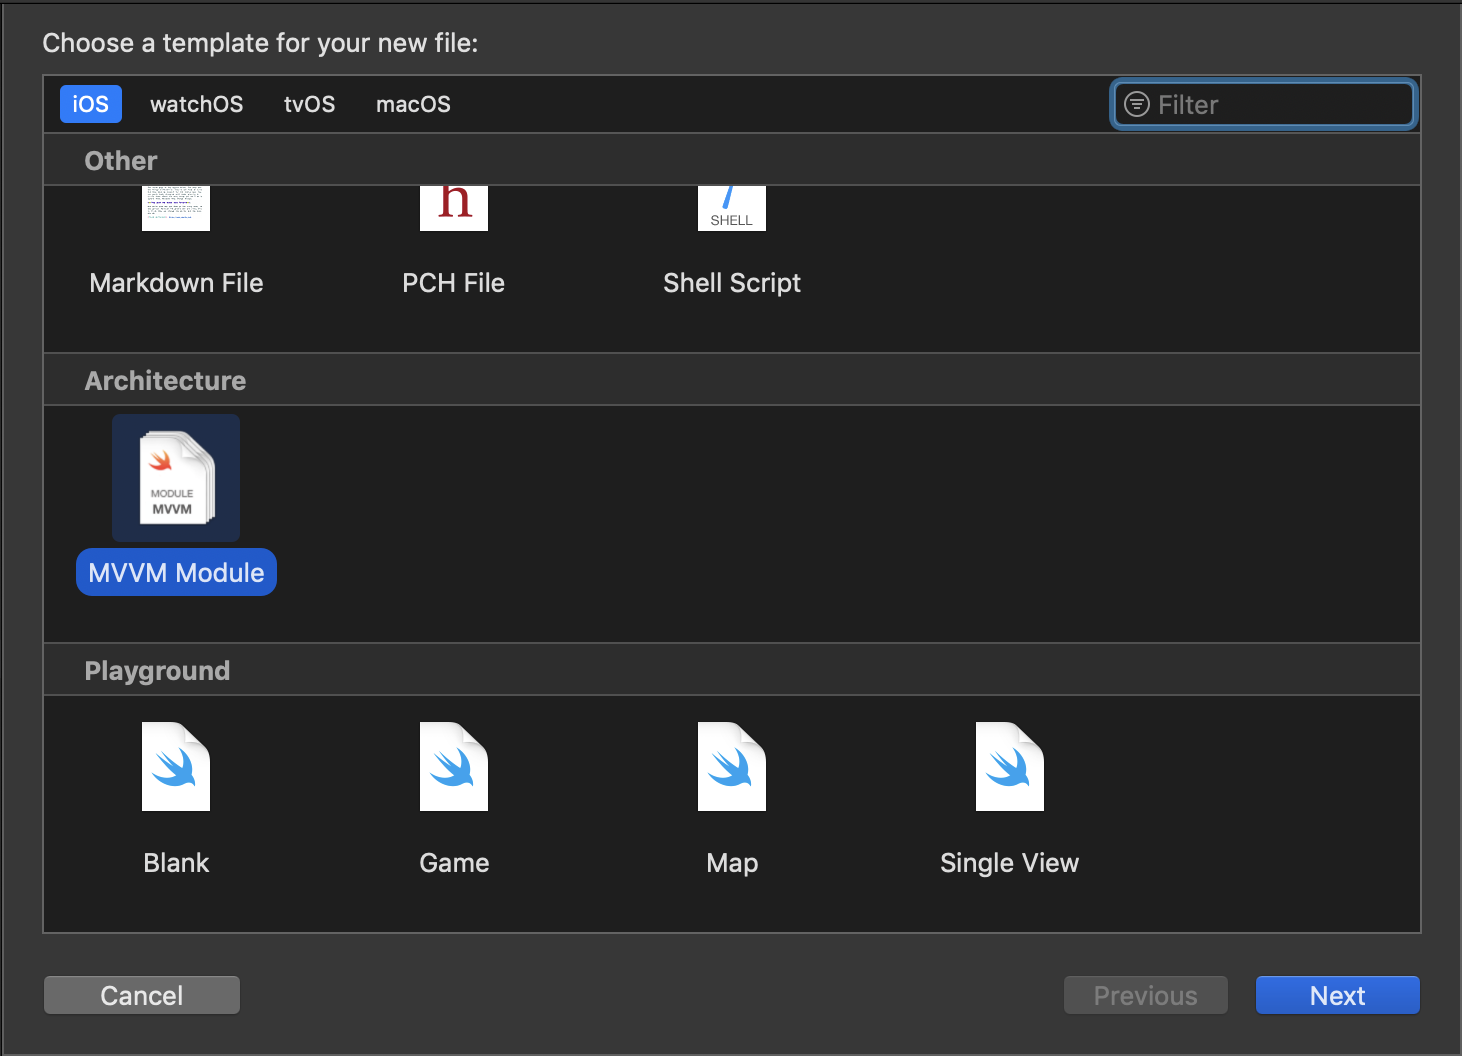 Choose a template for your new file:
iOS watchOS tvOS macOS Filter
Other
h SHELL
Markdown File PCH File Shell Script
Architecture
MODULE
MVVM
MVVM Module
Playground
Blank Game Map Single View
Cancel Previous Next